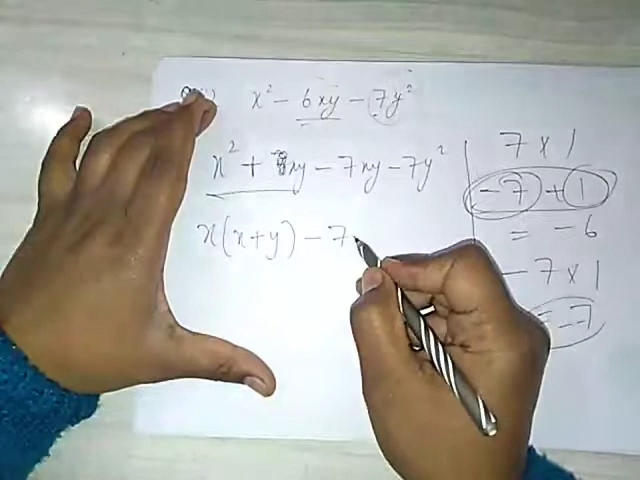 x² - 6xy - 7y²
x² + xy - 7xy - 7y²
x(x+y) - 7
7 x 1
-7 + 1
= -6
-7 x 1
= -7